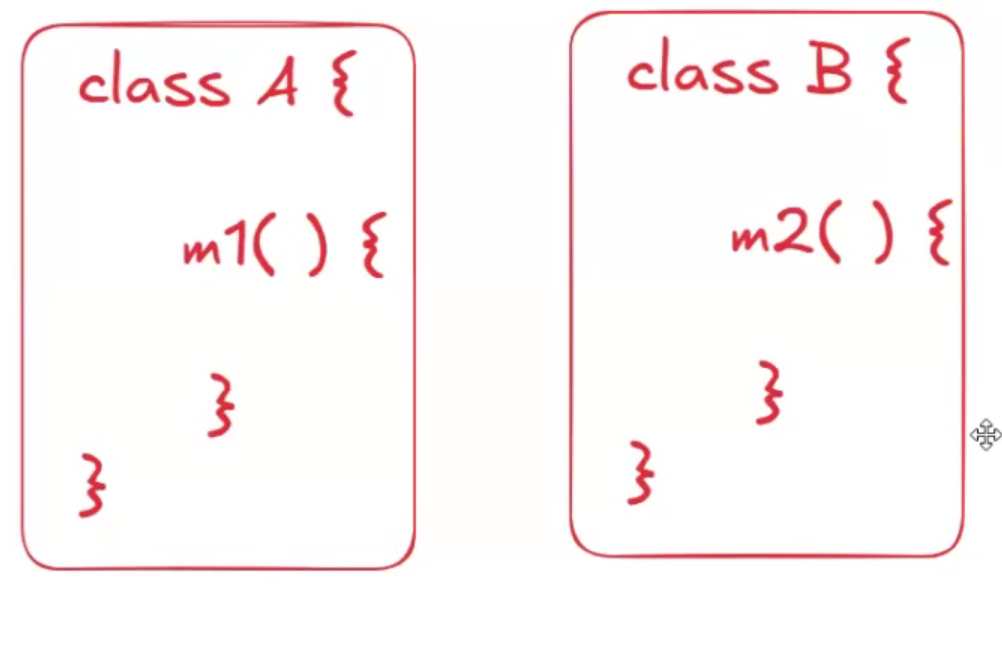 class A {
m1( ) {
}
}
class B {
m2( ) {
}
}